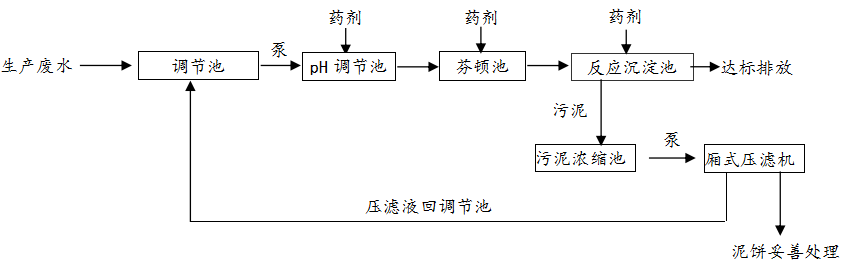 药剂
药剂
药剂
泵
生产废水
调节池
pH 调节池
芬顿池
反应沉淀池
达标排放
污泥
泵
污泥浓缩池
厢式压滤机
压滤液回调节池
泥饼妥善处理